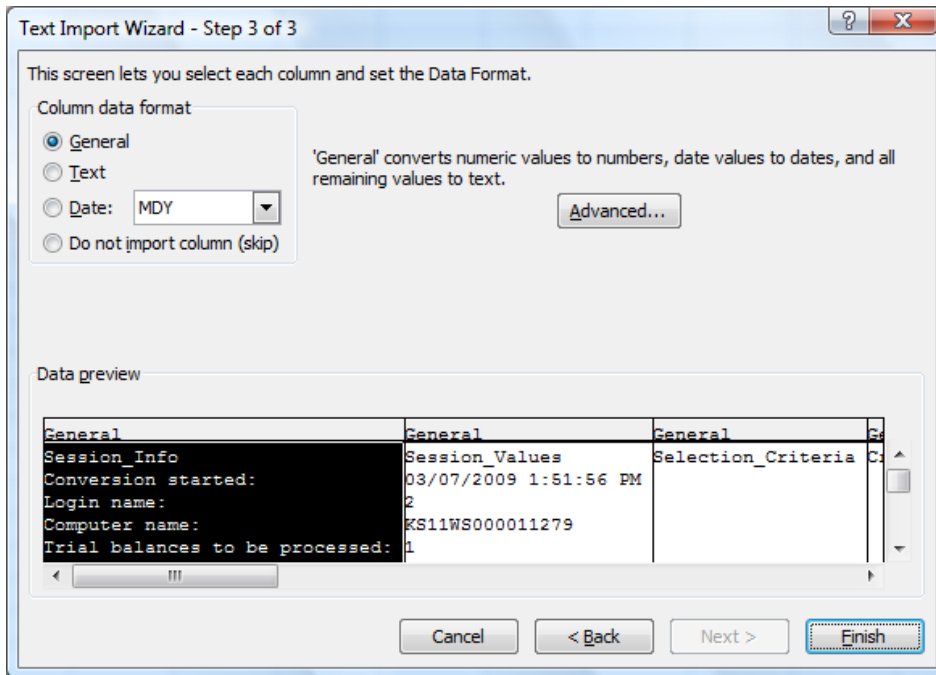 Text Import Wizard - Step 3 of 3
This screen lets you select each column and set the Data Format.
Column data format
General
Text
Date: MDY
Do not import column (skip)
'General' converts numeric values to numbers, date values to dates, and all
remaining values to text.
Advanced...
Data preview
General General General Ge
Session_Info Session_Values Selection_Criteria
Conversion started: 03/07/2009 1:51:56 PM
Login name: 2
Computer name: KS11WS000011279
Trial balances to be processed: 1
Cancel < Back Next > Finish